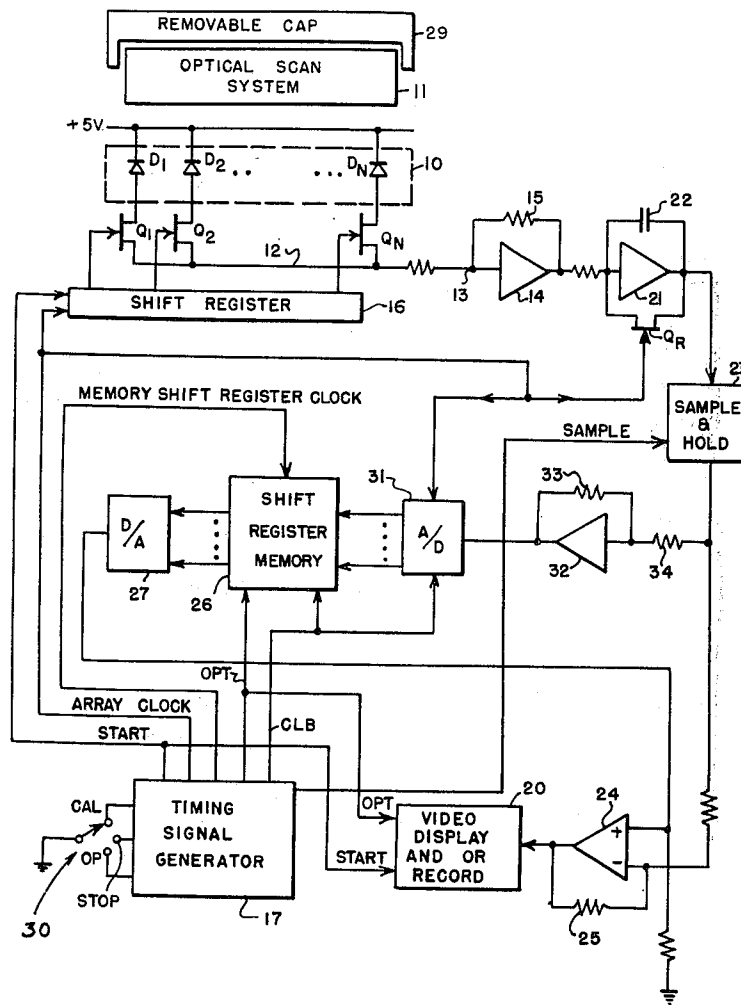 REMOVABLE CAP
29
OPTICAL SCAN
SYSTEM
11
+5V
D1
D2
..
...
DN
10
Q1
Q2
QN
12
15
22
13
14
21
QR
SHIFT REGISTER
16
MEMORY SHIFT REGISTER CLOCK
SAMPLE
SAMPLE
&
HOLD
31
33
D/A
SHIFT
REGISTER
MEMORY
A/D
32
34
27
26
OPT
ARRAY CLOCK
CLB
START
20
24
CAL
TIMING
SIGNAL
GENERATOR
OPT
VIDEO
DISPLAY
AND OR
RECORD
+
-
OP
STOP
START
25
30
17